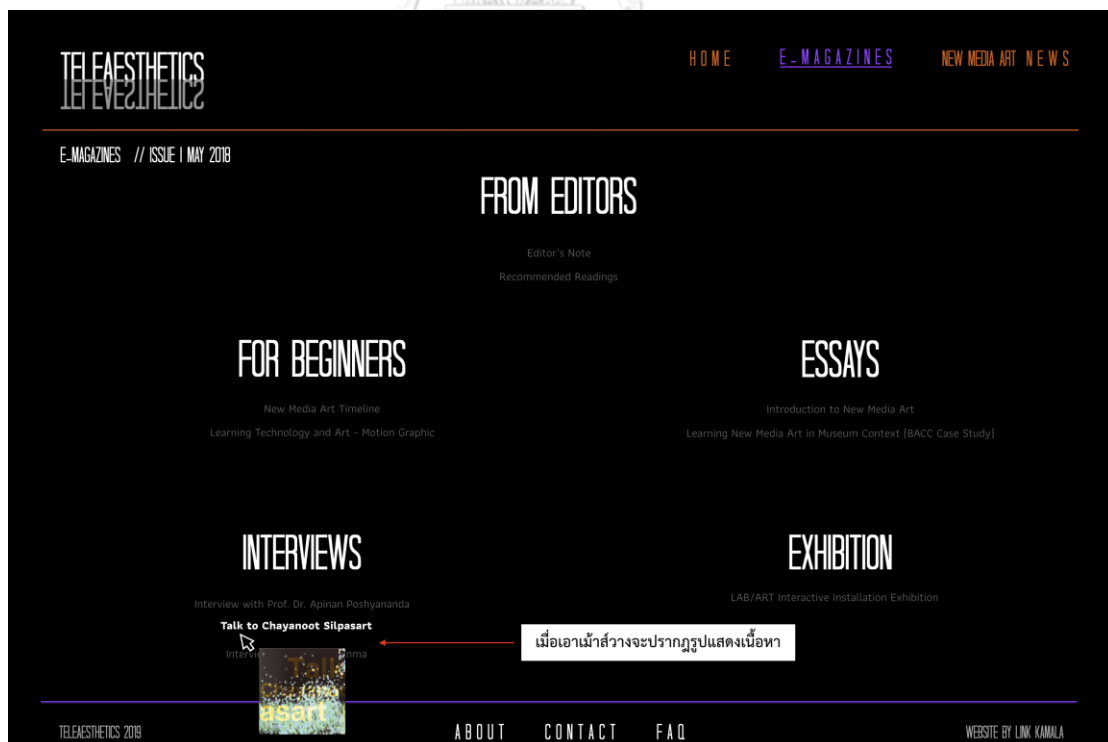 TELEAESTHETICS
HOME E-MAGAZINES NEW MEDIA ART NEWS
E-MAGAZINES // ISSUE 1 MAY 2018
FROM EDITORS
Editor's Note
Recommended Readings
FOR BEGINNERS
New Media Art Timeline
Learning Technology and Art - Motion Graphic
ESSAYS
Introduction to New Media Art
Learning New Media Art in Museum Context [BACC Case Study]
INTERVIEWS
Interview with Prof. Dr. Apinan Poshyananda
Talk to Chayanoot Silpasart
EXHIBITION
LAB/ART Interactive Installation Exhibition
เมื่อเอาเม้าส์วางจะปรากฎรูปแสดงเนื้อหา
Talk
asart
TELEAESTHETICS 2019
ABOUT CONTACT FAQ
WEBSITE BY LINK KAMALA